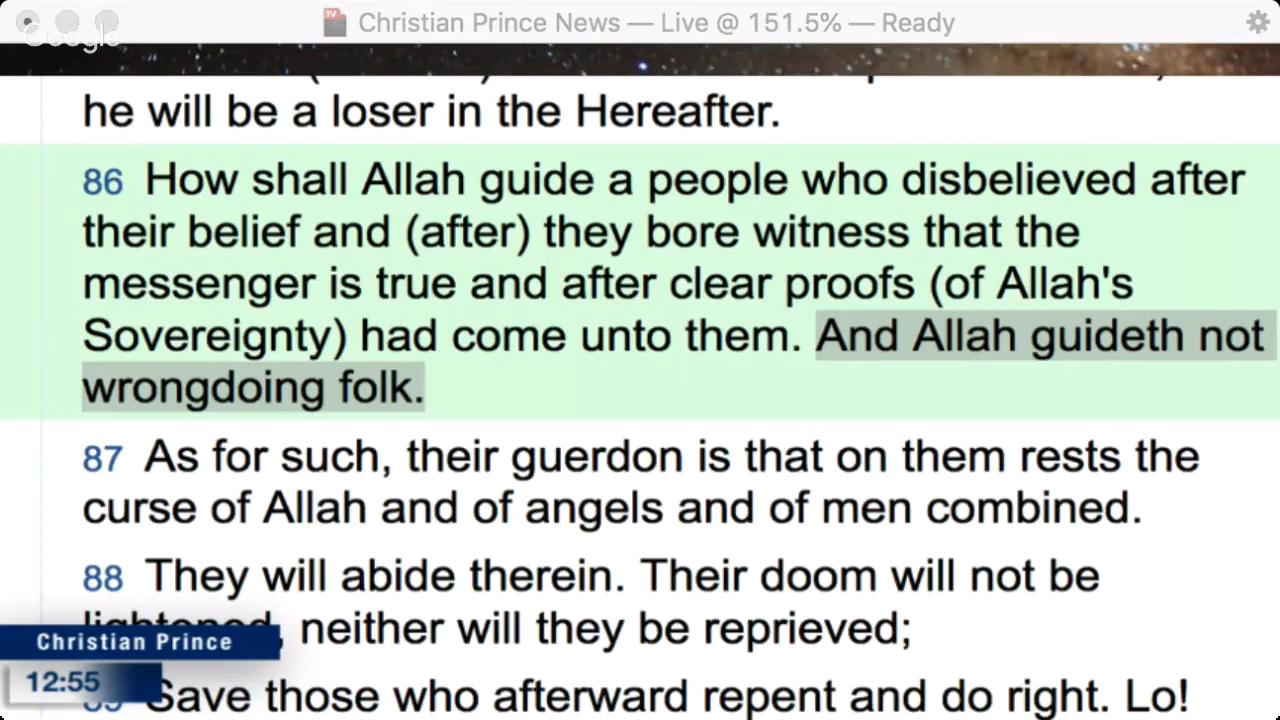 Christian Prince News — Live @ 151.5% — Ready
Google
he will be a loser in the Hereafter.
86 How shall Allah guide a people who disbelieved after
their belief and (after) they bore witness that the
messenger is true and after clear proofs (of Allah's
Sovereignty) had come unto them. And Allah guideth not
wrongdoing folk.
87 As for such, their guerdon is that on them rests the
curse of Allah and of angels and of men combined.
88 They will abide therein. Their doom will not be
lightened, neither will they be reprieved;
Christian Prince
12:55
89 Save those who afterward repent and do right. Lo!